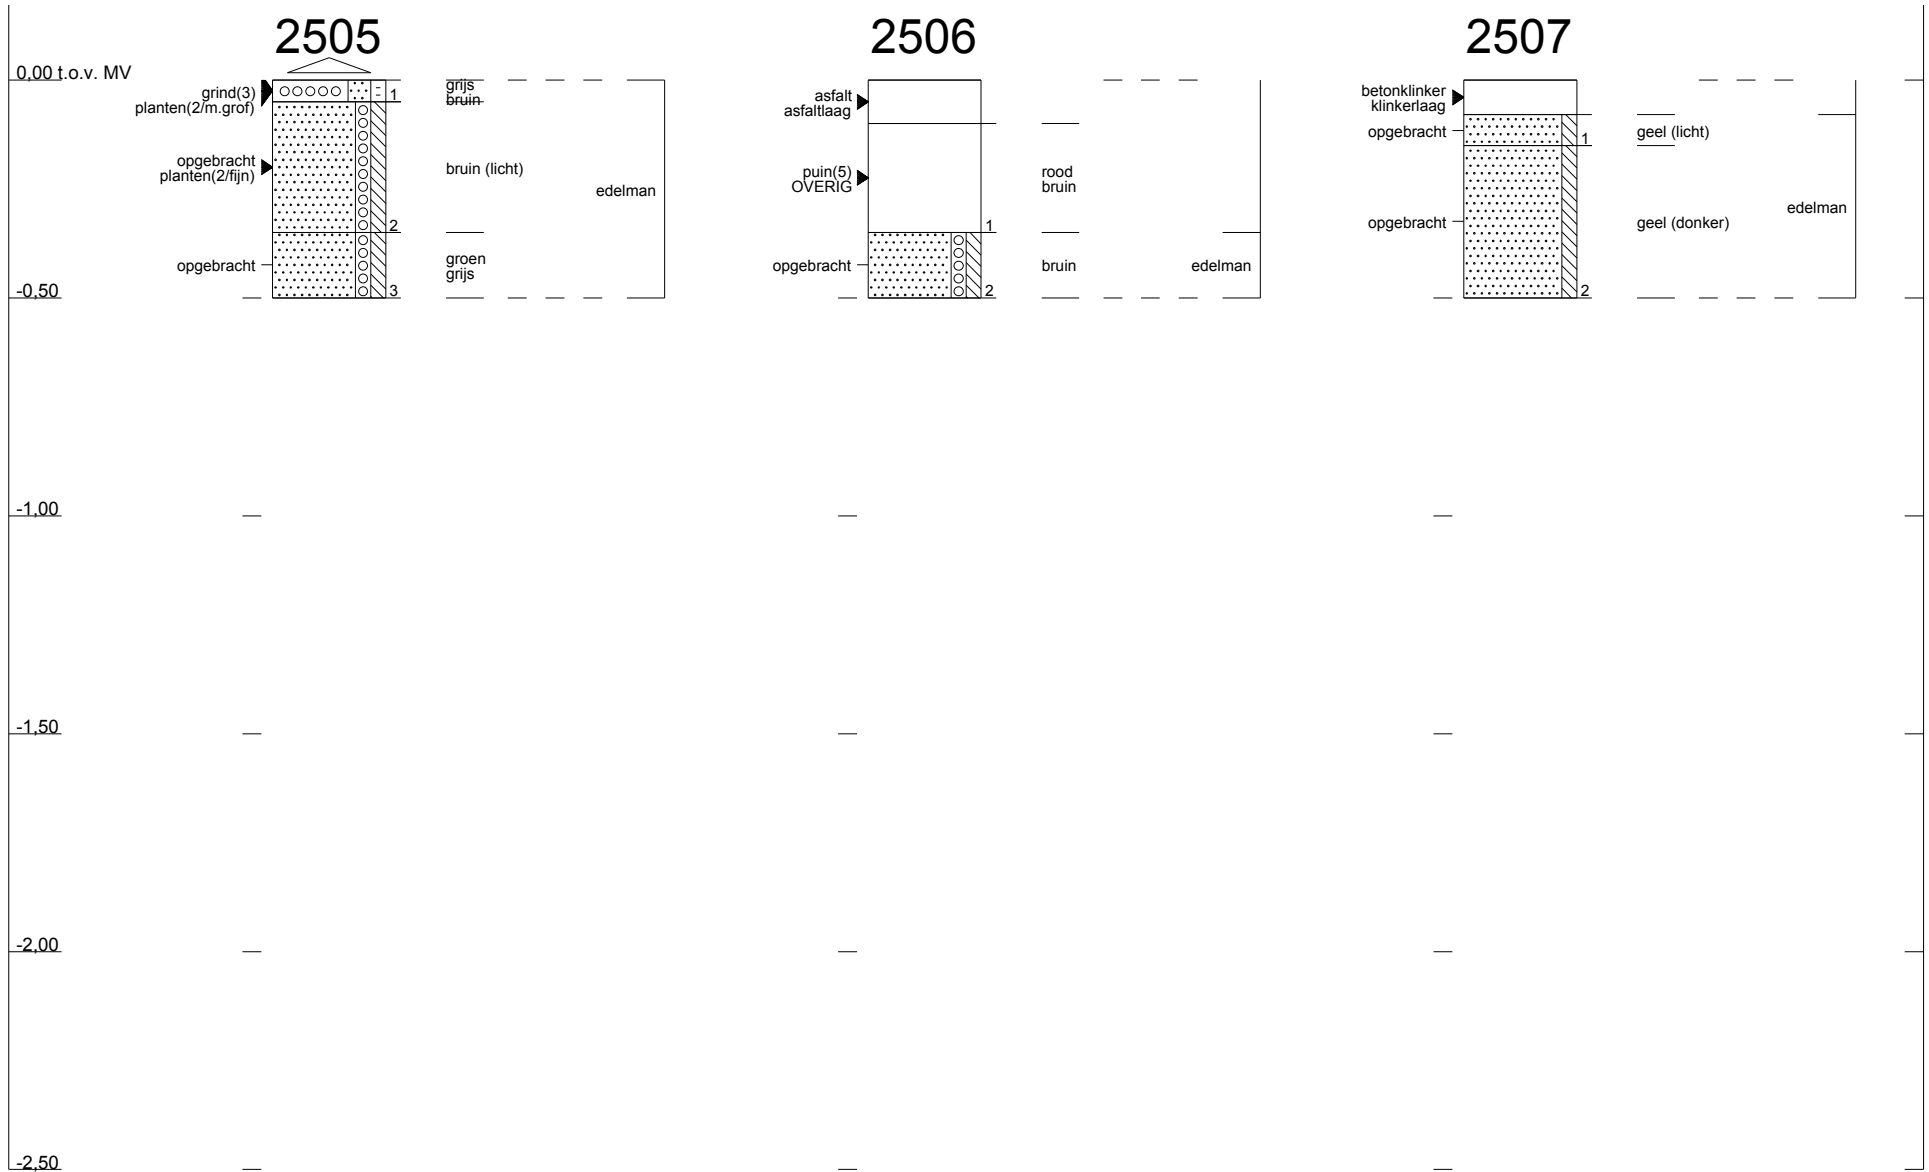 2505
2506
2507
0,00 t.o.v. MV
grind(3)
planten(2/m.grof)
1
grijs
bruin
opgebracht
planten(2/fijn)
2
bruin (licht)
edelman
opgebracht
3
groen
grijs
asfalt
asfaltlaag
puin(5)
OVERIG
1
rood
bruin
opgebracht
2
bruin
edelman
betonklinker
klinkerlaag
opgebracht
1
geel (licht)
opgebracht
2
geel (donker)
edelman
-0,50
-1,00
-1,50
-2,00
-2,50